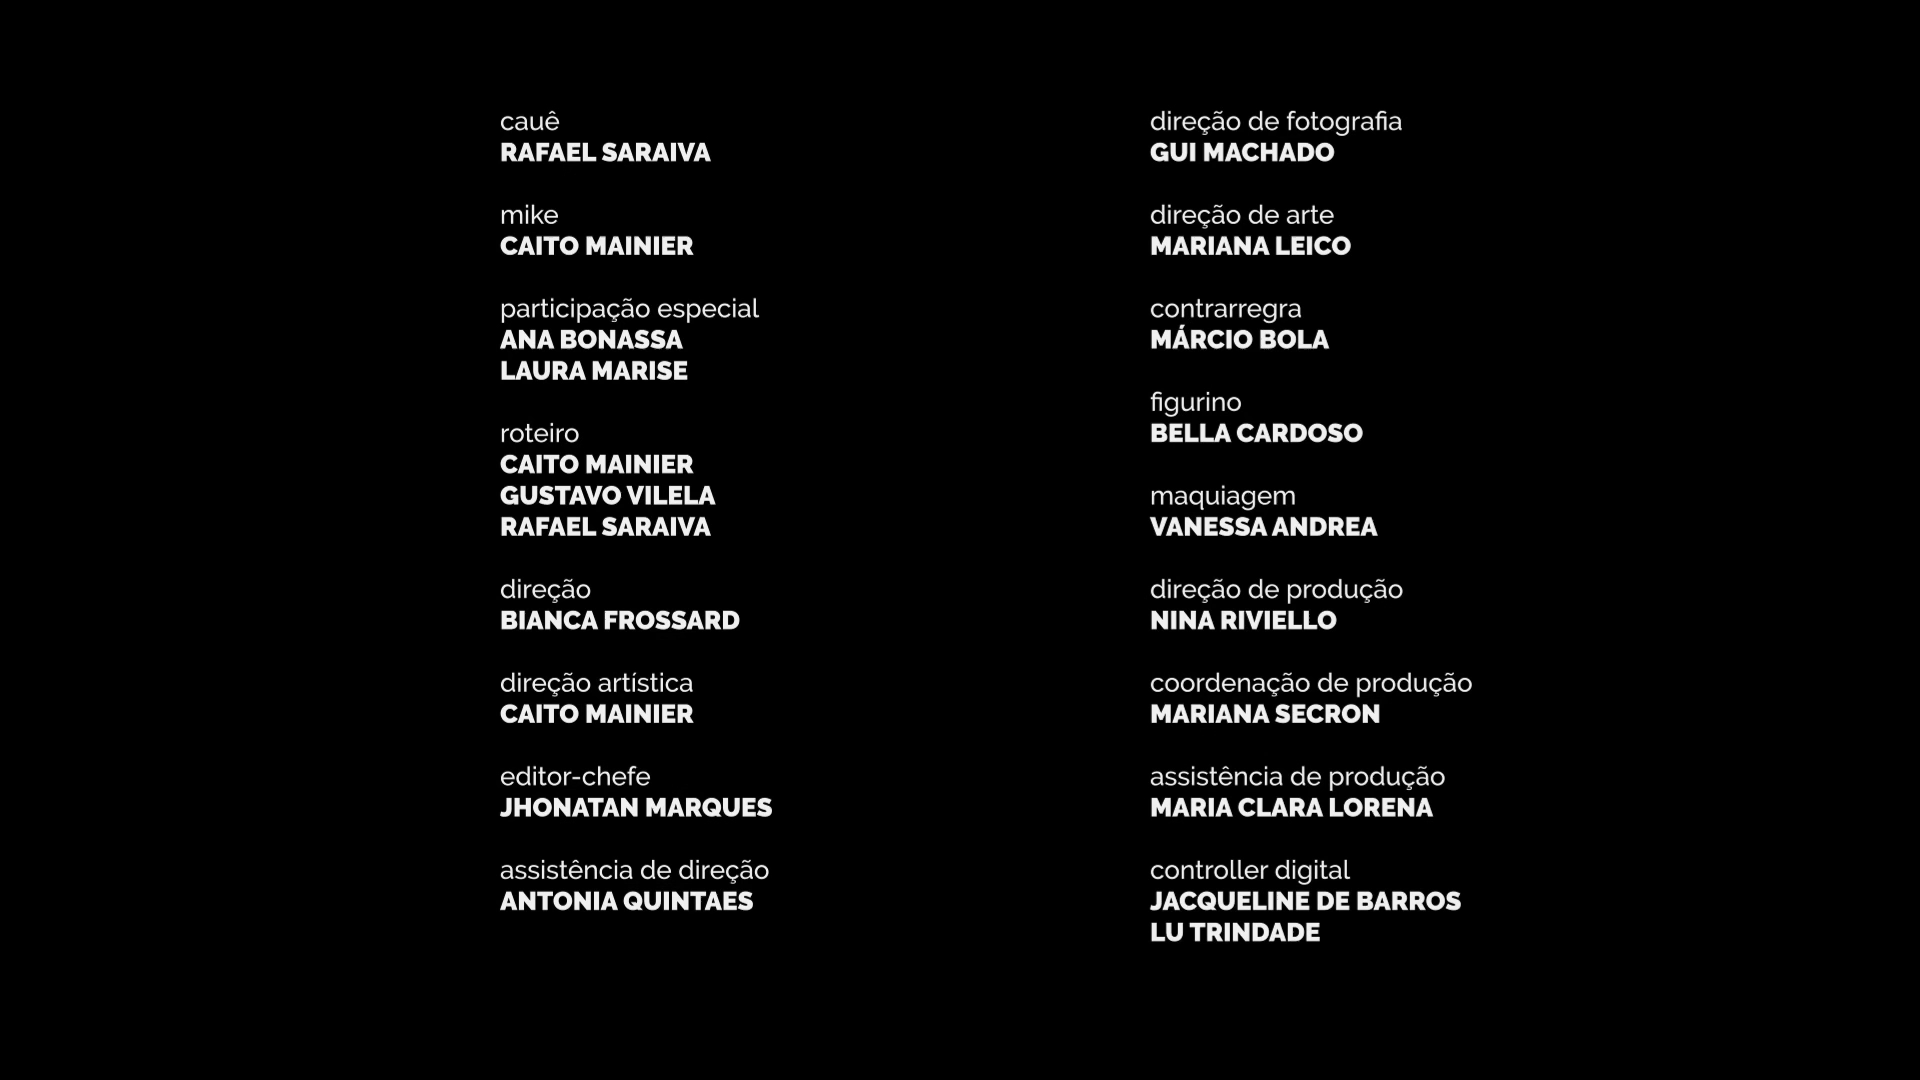 cauê
RAFAEL SARAIVA
mike
CAITO MAINIER
participação especial
ANA BONASSA
LAURA MARISE
roteiro
CAITO MAINIER
GUSTAVO VILELA
RAFAEL SARAIVA
direção
BIANCA FROSSARD
direção artística
CAITO MAINIER
editor-chefe
JHONATAN MARQUES
assistência de direção
ANTONIA QUINTAES
direção de fotografia
GUI MACHADO
direção de arte
MARIANA LEICO
contrarregra
MÁRCIO BOLA
figurino
BELLA CARDOSO
maquiagem
VANESSA ANDREA
direção de produção
NINA RIVIELLO
coordenação de produção
MARIANA SECRON
assistência de produção
MARIA CLARA LORENA
controller digital
JACQUELINE DE BARROS
LU TRINDADE